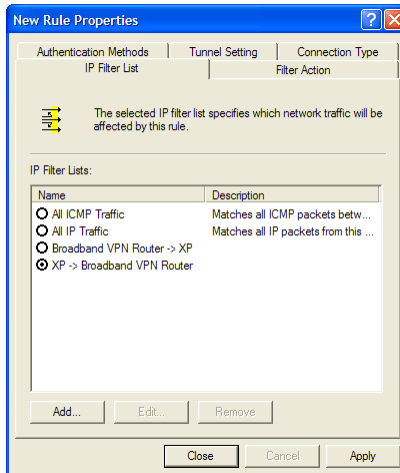 New Rule Properties
Authentication Methods Tunnel Setting Connection Type
IP Filter List Filter Action
The selected IP filter list specifies which network traffic will be
affected by this rule.
IP Filter Lists:
Name Description
All ICMP Traffic Matches all ICMP packets betw...
All IP Traffic Matches all IP packets from this ...
Broadband VPN Router -> XP
XP -> Broadband VPN Router
Add... Edit... Remove
Close Cancel Apply